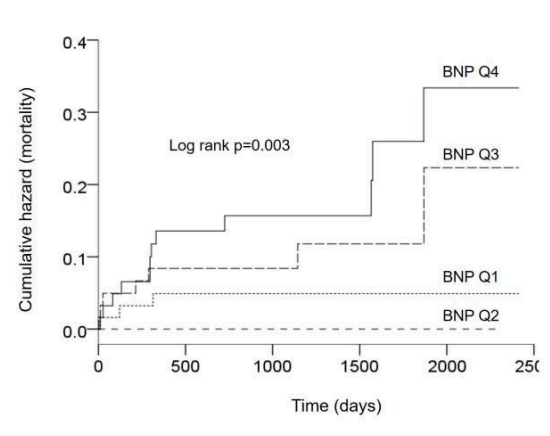 0.4
BNP Q4
0.3
Log rank p=0.003
BNP Q3
0.2
Cumulative hazard (mortality)
0.1
BNP Q1
BNP Q2
0.0
0 500 1000 1500 2000
Time (days)